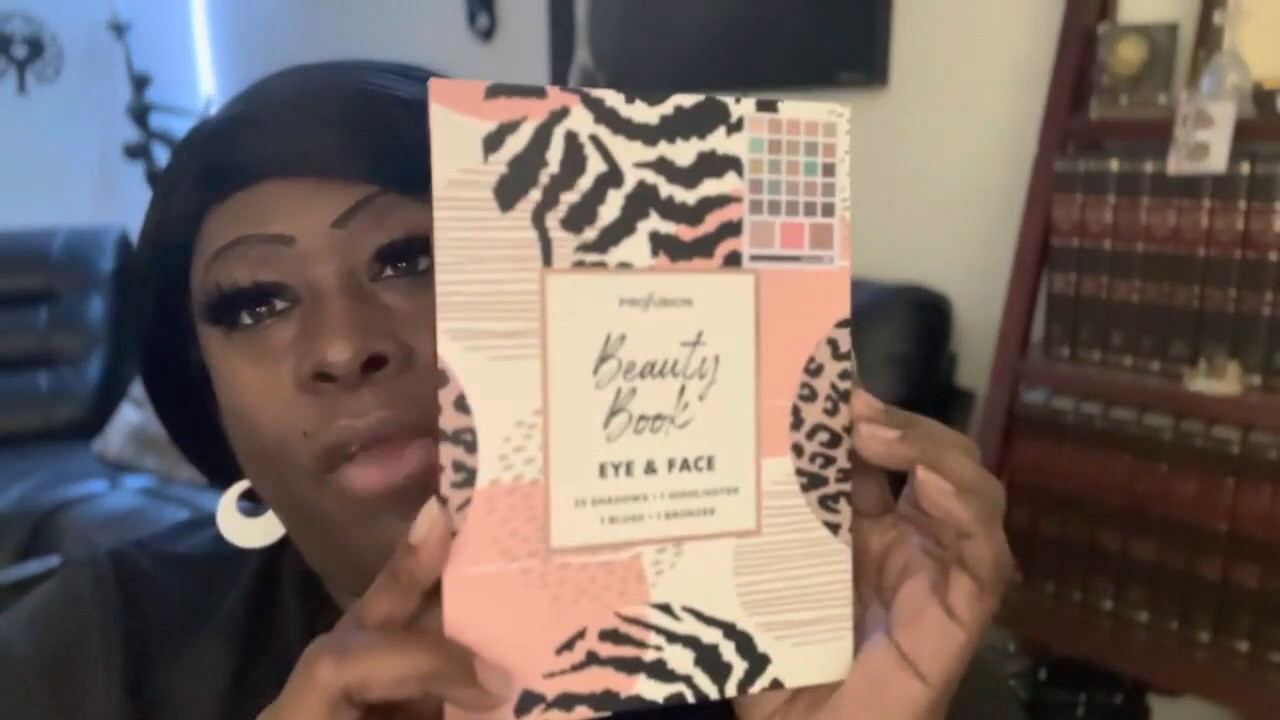 PROFUSION
Beauty
Book
EYE & FACE
25 SHADOWS • 1 HIGHLIGHTER
1 BLUSH • 1 BRONZER